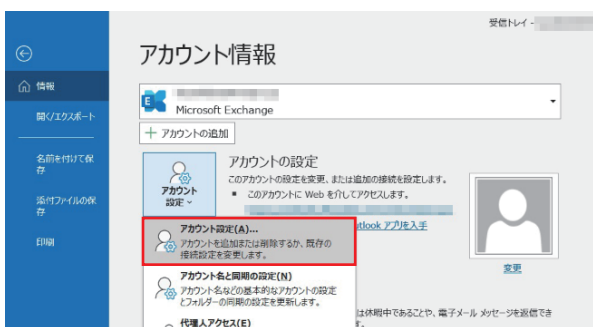 受信トレイ -
アカウント情報
情報
開く/エクスポート
名前を付けて保
存
添付ファイルの保
存
印刷
Microsoft Exchange
アカウントの追加
アカウント
設定
アカウントの設定
このアカウントの設定を変更、または追加の接続を設定します。
■ このアカウントに Web を介してアクセスします。
utlook アプリを入手
変更
アカウント設定(A)...
アカウントを追加または削除するか、既存の
接続設定を変更します。
アカウント名と同期の設定(N)
アカウント名などの基本的なアカウントの設定
とフォルダーの同期の設定を更新します。
代理人アクセス(E)
は休暇中であることや、電子メール メッセージを返信でき